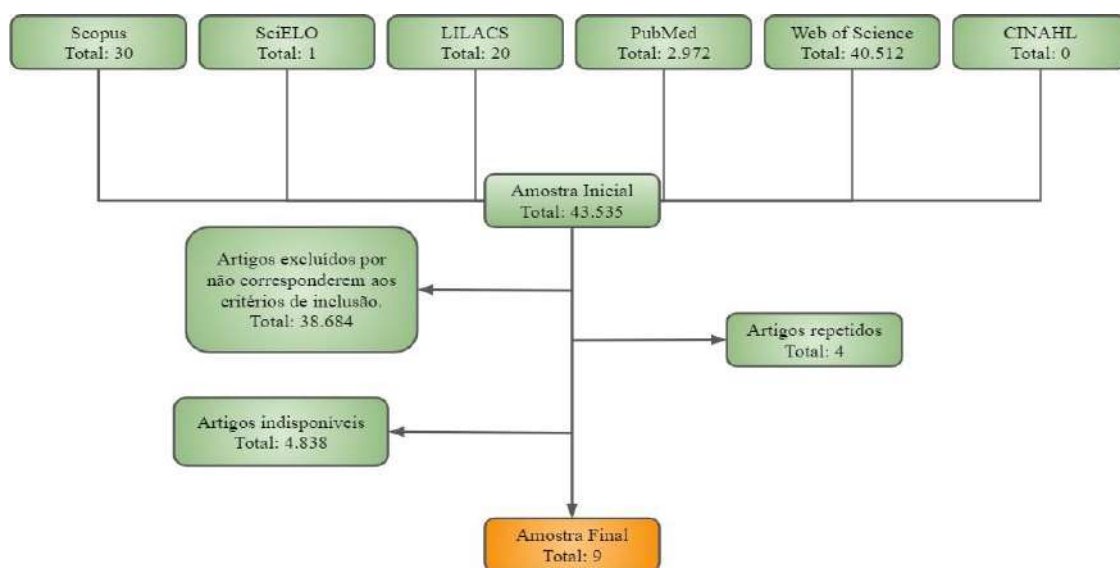 Scopus
Total: 30
SciELO
Total: 1
LILACS
Total: 20
PubMed
Total: 2.972
Web of Science
Total: 40.512
CINAHL
Total: 0
Amostra Inicial
Total: 43.535
Artigos excluídos por
não corresponderem aos
critérios de inclusão.
Total: 38.684
Artigos repetidos
Total: 4
Artigos indisponíveis
Total: 4.838
Amostra Final
Total: 9